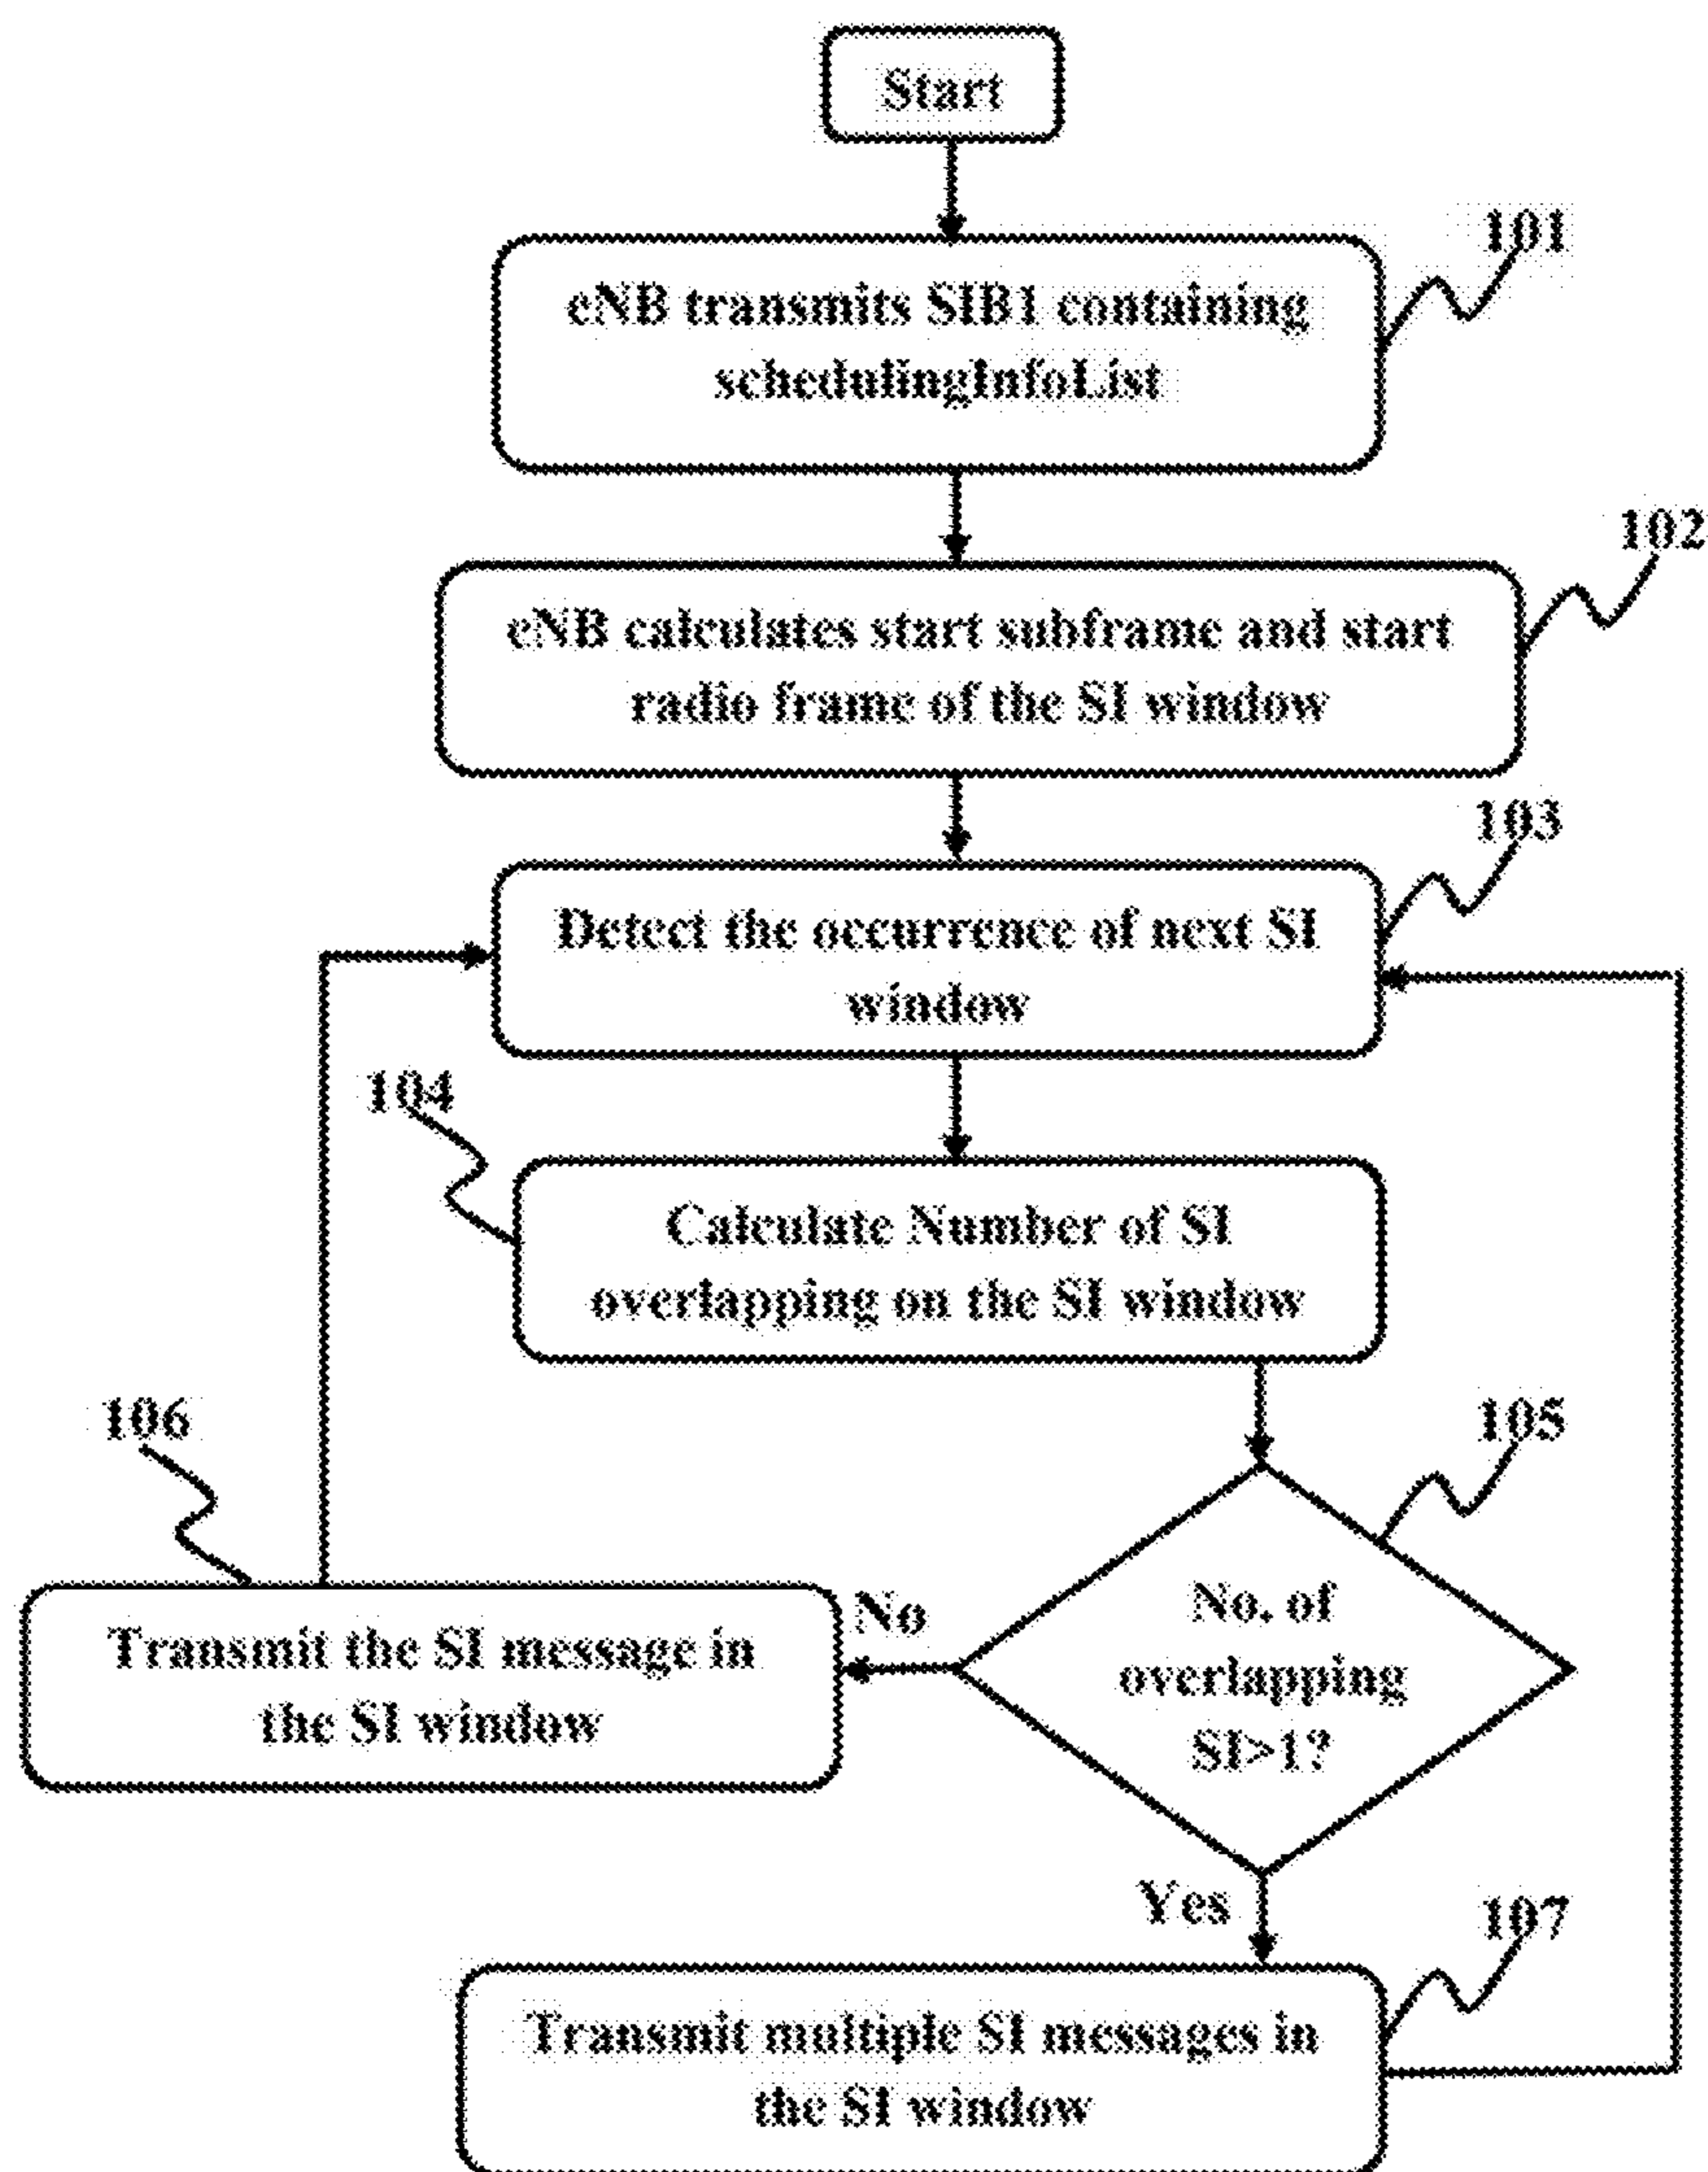 Start
101
eNB transmits SIB1 containing
schedulingInfoList
102
eNB calculates start subframe and start
radio frame of the SI window
103
Detect the occurrence of next SI
window
104
Calculate Number of SI
overlapping on the SI window
105
106
No. of
overlapping
SI>1?
No
Transmit the SI message in
the SI window
Yes
107
Transmit multiple SI messages in
the SI window